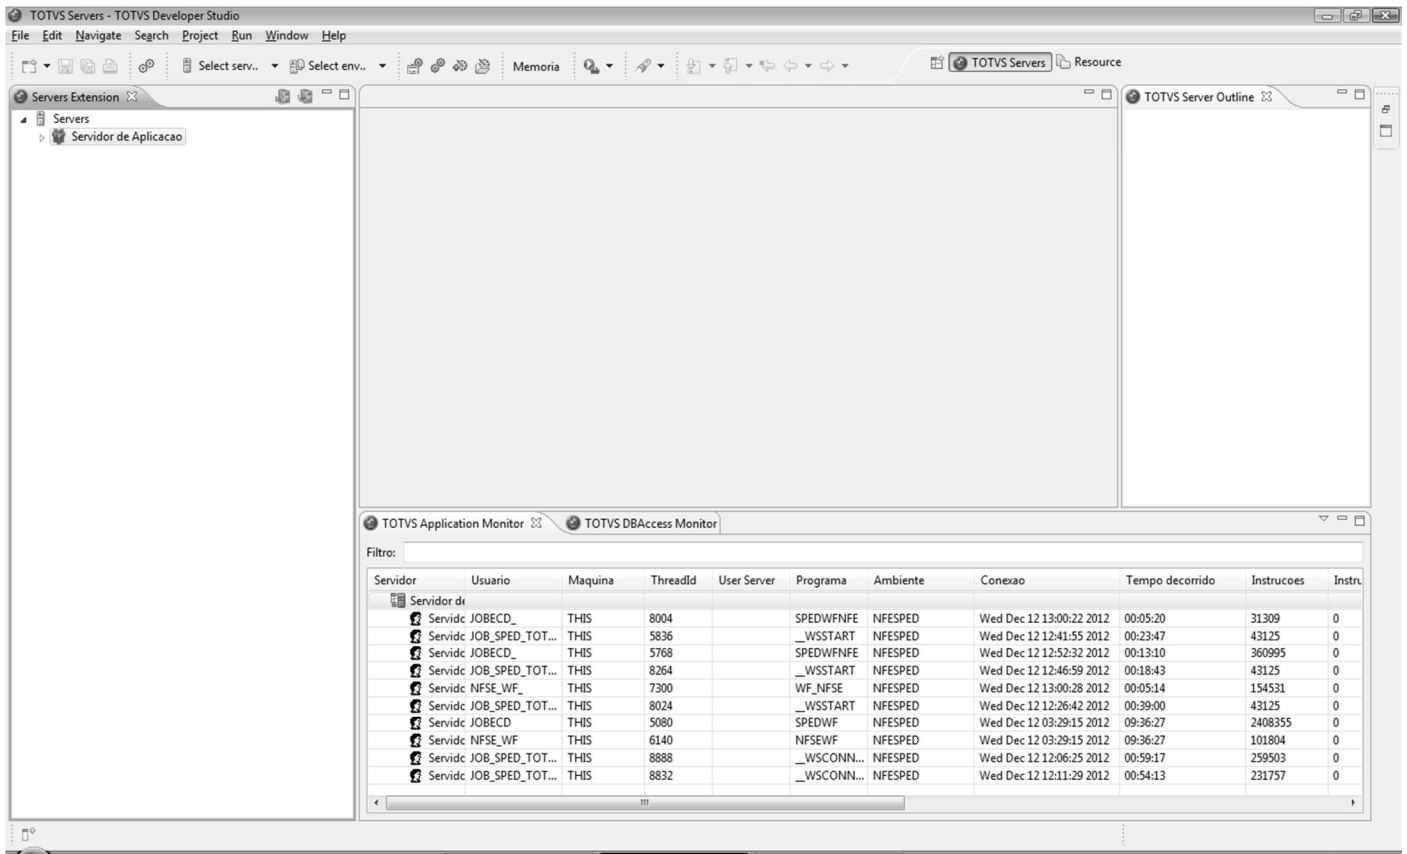 TOTVS Servers - TOTVS Developer Studio
File Edit Navigate Search Project Run Window Help
Select serv.. Select env.. Memoria TOTVS Servers Resource
Servers Extension
TOTVS Server Outline
Servers
Servidor de Aplicacao
TOTVS Application Monitor TOTVS DBAccess Monitor
Filtro:
Servidor Usuario Maquina ThreadId User Server Programa Ambiente Conexao Tempo decorrido Instrucoes Instru
Servidor de
Servidc JOBECD_ THIS 8004 SPEDWFNFE NFESPED Wed Dec 12 13:00:22 2012 00:05:20 31309 0
Servidc JOB_SPED_TOT... THIS 5836 __WSSTART NFESPED Wed Dec 12 12:41:55 2012 00:23:47 43125 0
Servidc JOBECD_ THIS 5768 SPEDWFNFE NFESPED Wed Dec 12 12:52:32 2012 00:13:10 360995 0
Servidc JOB_SPED_TOT... THIS 8264 __WSSTART NFESPED Wed Dec 12 12:46:59 2012 00:18:43 43125 0
Servidc NFSE_WF_ THIS 7300 WF_NFSE NFESPED Wed Dec 12 13:00:28 2012 00:05:14 154531 0
Servidc JOB_SPED_TOT... THIS 8024 __WSSTART NFESPED Wed Dec 12 12:26:42 2012 00:39:00 43125 0
Servidc JOBECD THIS 5080 SPEDWF NFESPED Wed Dec 12 03:29:15 2012 09:36:27 2408355 0
Servidc NFSE_WF THIS 6140 NFSEWF NFESPED Wed Dec 12 03:29:15 2012 09:36:27 101804 0
Servidc JOB_SPED_TOT... THIS 8888 __WSCONN... NFESPED Wed Dec 12 12:06:25 2012 00:59:17 259503 0
Servidc JOB_SPED_TOT... THIS 8832 __WSCONN... NFESPED Wed Dec 12 12:11:29 2012 00:54:13 231757 0